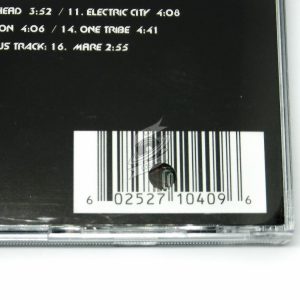 HEAD 3:52 / 11. ELECTRIC CITY 4:08
ON 4:06 / 14. ONE TRIBE 4:41
US TRACK: 16. MARE 2:55
6 02527 10409 6